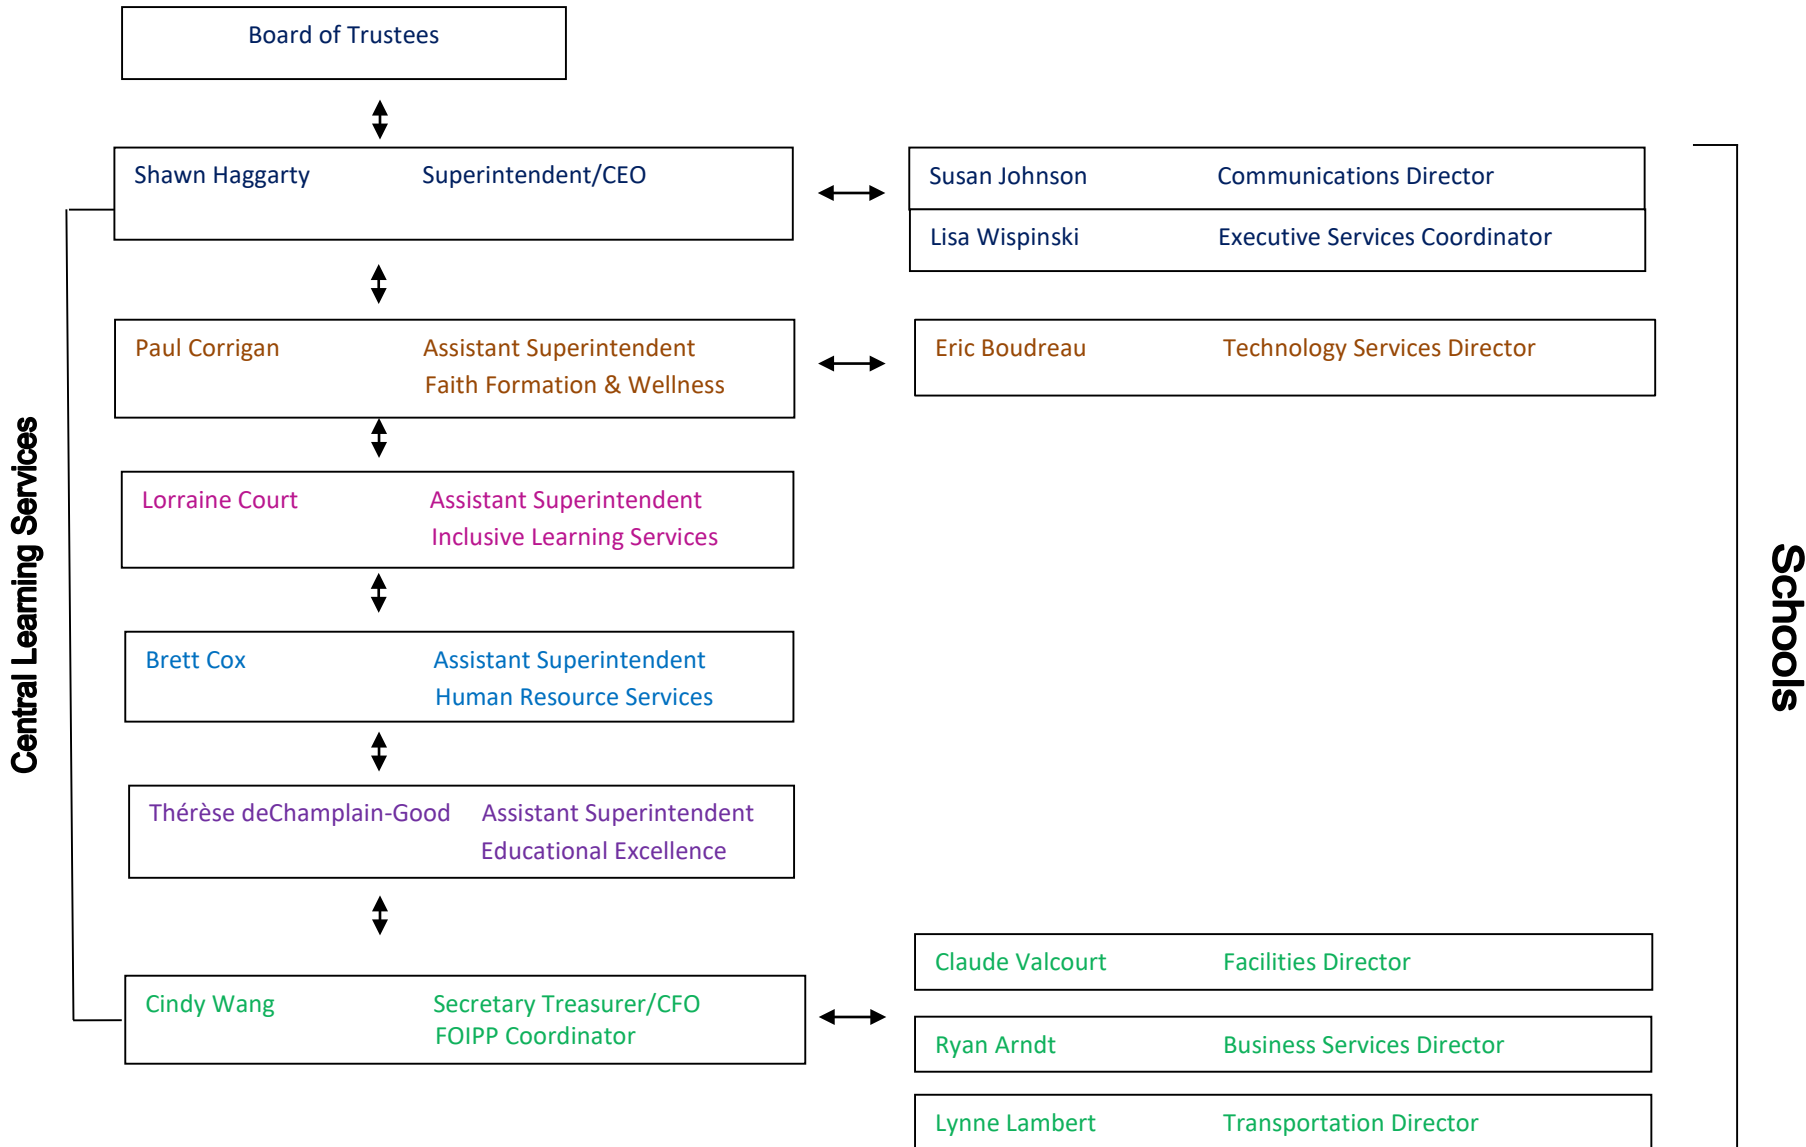 Board of Trustees
Shawn Haggarty Superintendent/CEO
Susan Johnson Communications Director
Lisa Wispinski Executive Services Coordinator
Paul Corrigan Assistant Superintendent
Faith Formation & Wellness
Eric Boudreau Technology Services Director
Lorraine Court Assistant Superintendent
Inclusive Learning Services
Brett Cox Assistant Superintendent
Human Resource Services
Thérèse deChamplain-Good Assistant Superintendent
Educational Excellence
Cindy Wang Secretary Treasurer/CFO
FOIPP Coordinator
Claude Valcourt Facilities Director
Ryan Arndt Business Services Director
Lynne Lambert Transportation Director
Central Learning Services
Schools